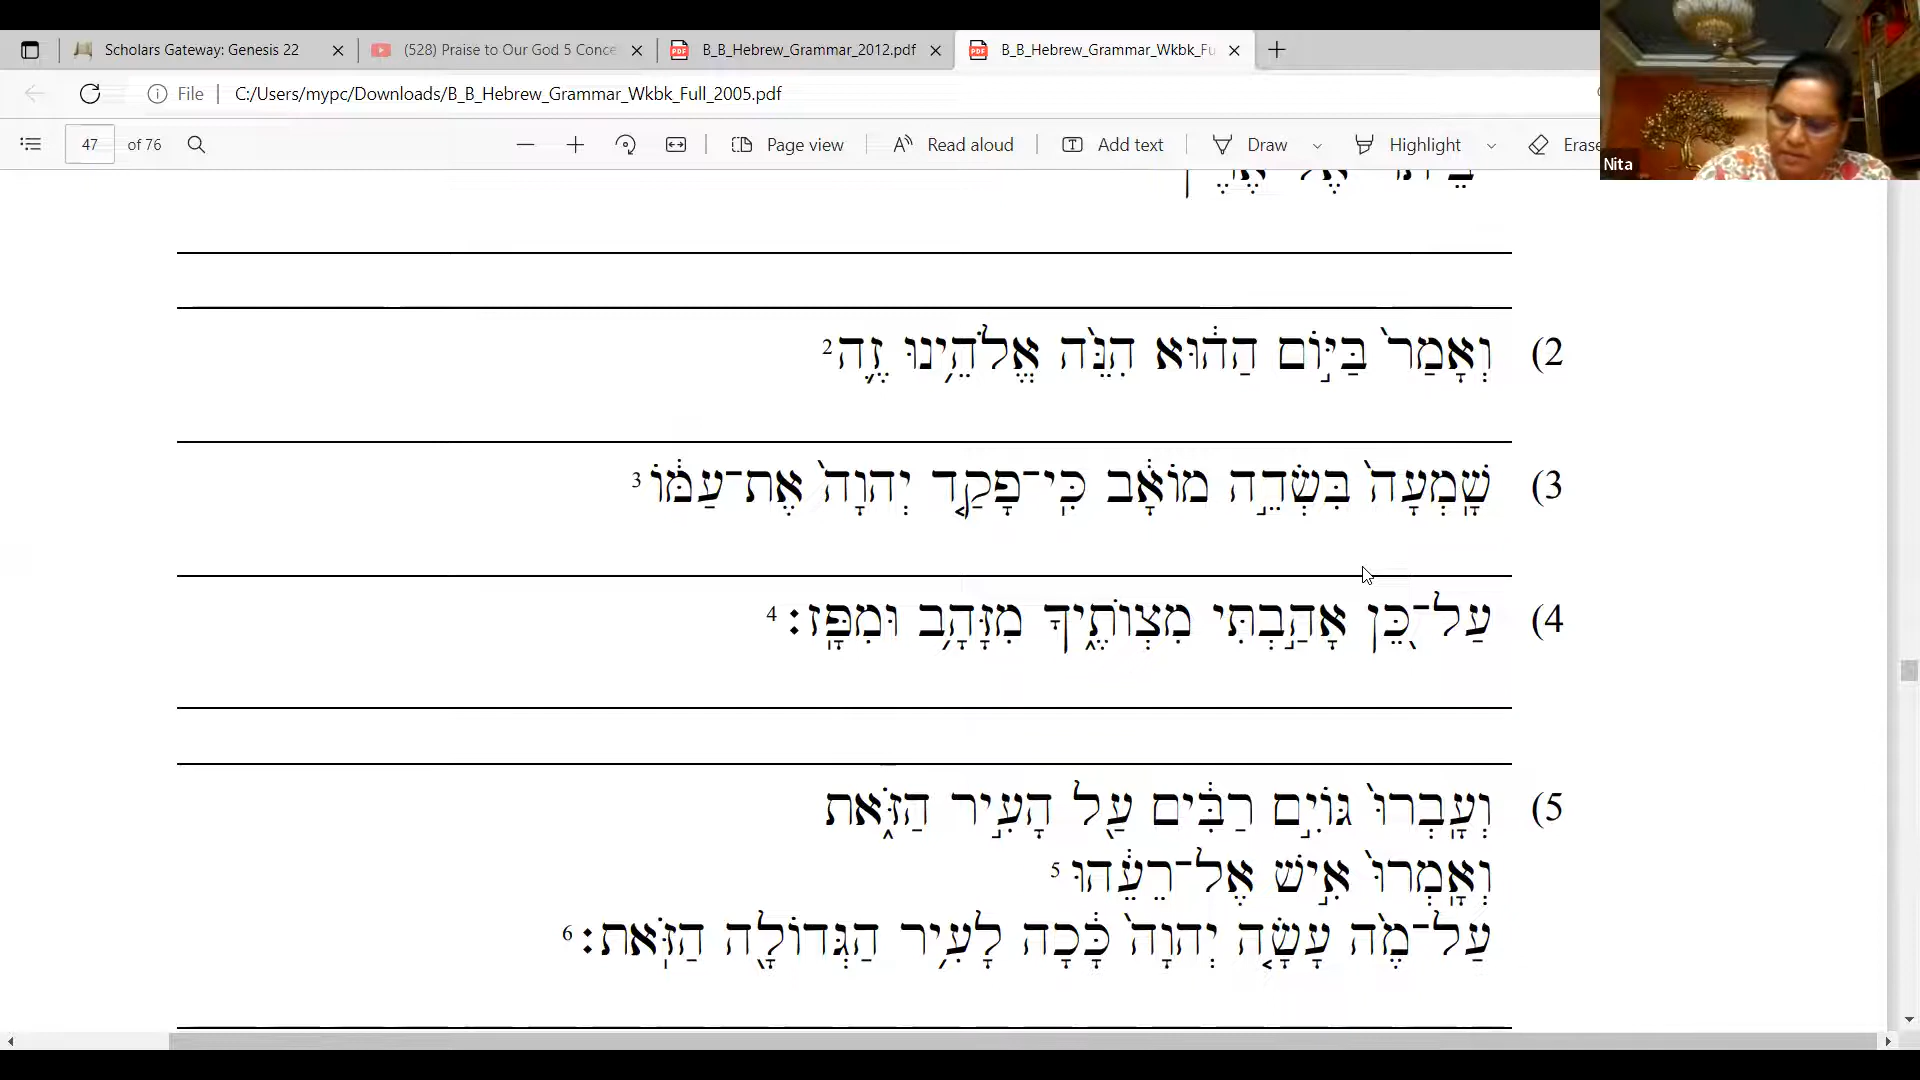 Scholars Gateway: Genesis 22
(528) Praise to Our God 5 Conce
B_B_Hebrew_Grammar_2012.pdf
B_B_Hebrew_Grammar_Wkbk_Fu
File
C:/Users/mypc/Downloads/B_B_Hebrew_Grammar_Wkbk_Full_2005.pdf
47 of 76
Page view
Read aloud
Add text
Draw
Highlight
Erase
Nita
2) וְאָמַר֙ בַּיּ֣וֹם הַה֔וּא הִנֵּ֨ה אֱלֹהֵ֥ינוּ זֶ֛ה 2
3) שָֽׁמְעָה֙ בִּשְׂדֵ֣ה מוֹאָ֔ב כִּֽי־פָקַ֤ד יְהוָה֙ אֶת־עַמּ֔וֹ 3
4) עַל־כֵּ֭ן אָהַ֣בְתִּי מִצְוֹתֶ֑יךָ מִזָּהָ֥ב וּמִפָּֽז׃ 4
5) וְעָֽבְרוּ֙ גּוֹיִ֣ם רַבִּ֔ים עַ֖ל הָעִ֣יר הַזֹּ֑את
וְאָֽמְרוּ֙ אִ֣ישׁ אֶל־רֵעֵ֔הוּ 5
עַל־מֶ֨ה עָשָׂ֤ה יְהוָה֙ כָּ֔כָה לָעִ֥יר הַגְּדוֹלָ֖ה הַזֹּֽאת׃ 6